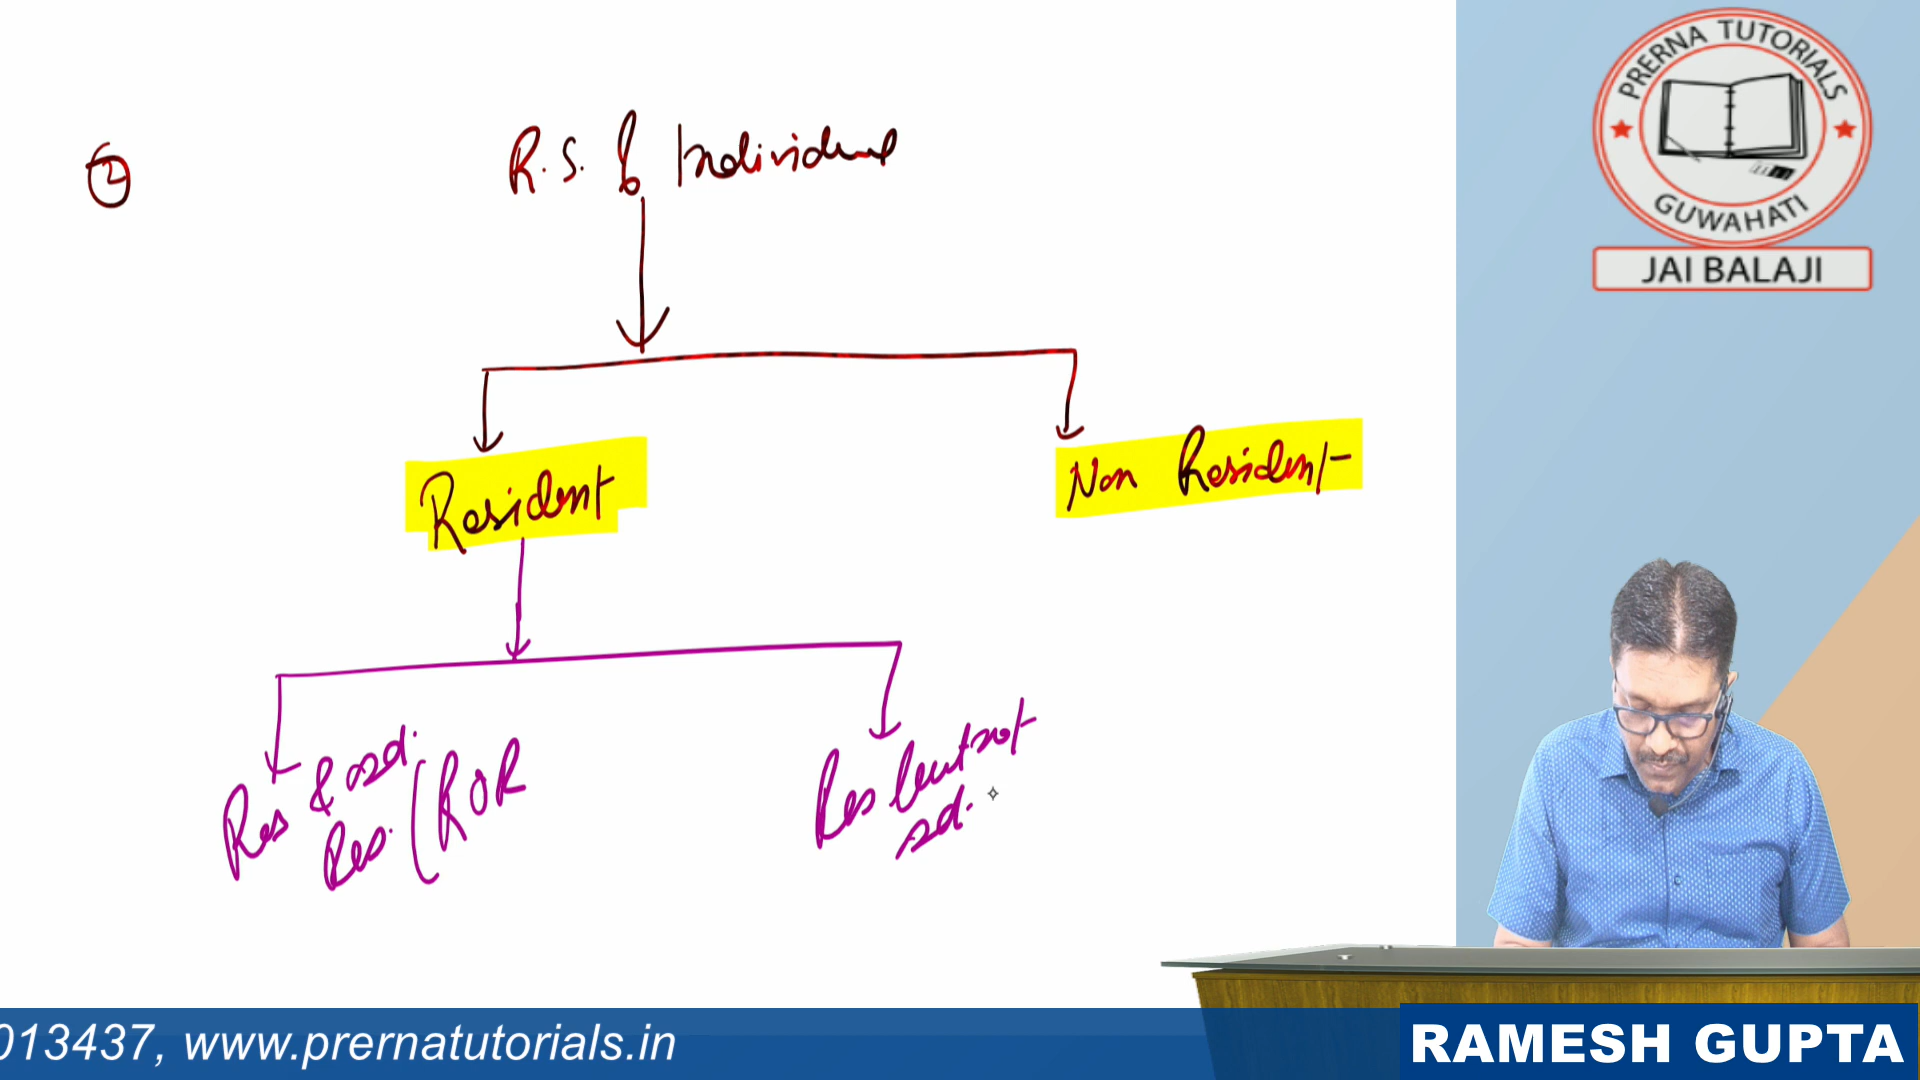 PRERNA TUTORIALS
GUWAHATI
JAI BALAJI
2
R.S. of Individual
Resident
Non Resident
Res & ord.
Res. (ROR
Res but not
od.
013437, www.prernatutorials.in
RAMESH GUPTA